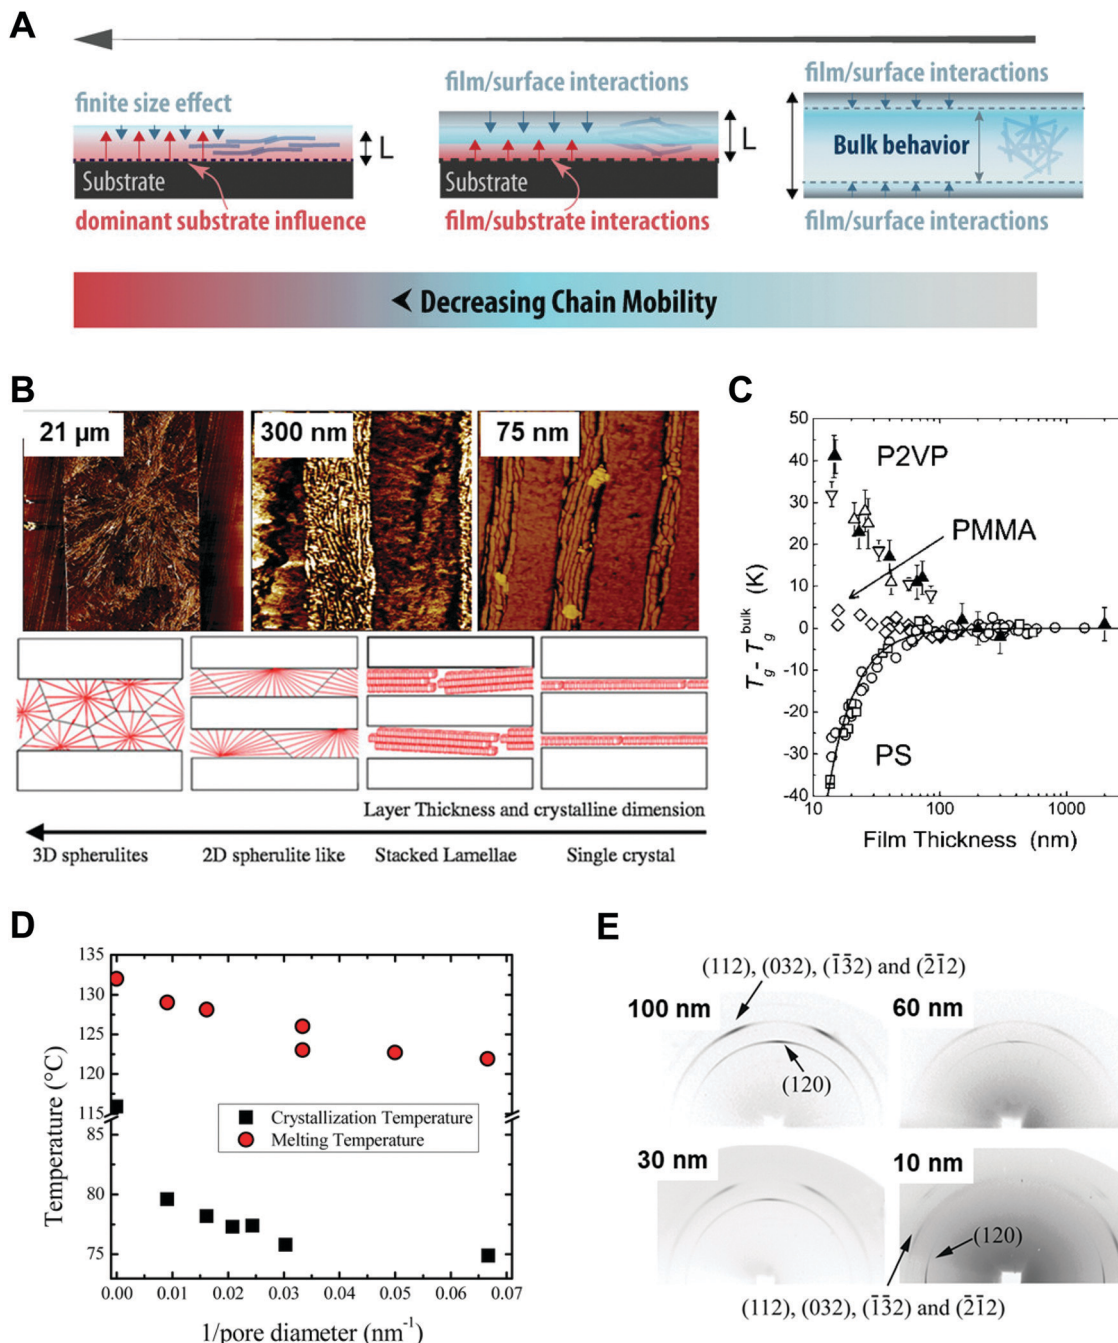 A
finite size effect
film/surface interactions
film/surface interactions
L
L
Bulk behavior
Substrate
Substrate
dominant substrate influence
film/substrate interactions
film/surface interactions
Decreasing Chain Mobility
B
21 µm
300 nm
75 nm
Layer Thickness and crystalline dimension
3D spherulites
2D spherulite like
Stacked Lamellae
Single crystal
C
50
40
30
20
10
0
-10
-20
-30
-40
T_g - T_g^bulk (K)
P2VP
PMMA
PS
10
100
1000
Film Thickness (nm)
D
135
130
125
120
115
85
80
75
Temperature (°C)
Crystallization Temperature
Melting Temperature
0.00 0.01 0.02 0.03 0.04 0.05 0.06 0.07
1/pore diameter (nm⁻¹)
E
(112), (032), (1̄3̄2) and (2̄1̄2)
100 nm
60 nm
(120)
30 nm
10 nm
(120)
(112), (032), (1̄3̄2) and (2̄1̄2)